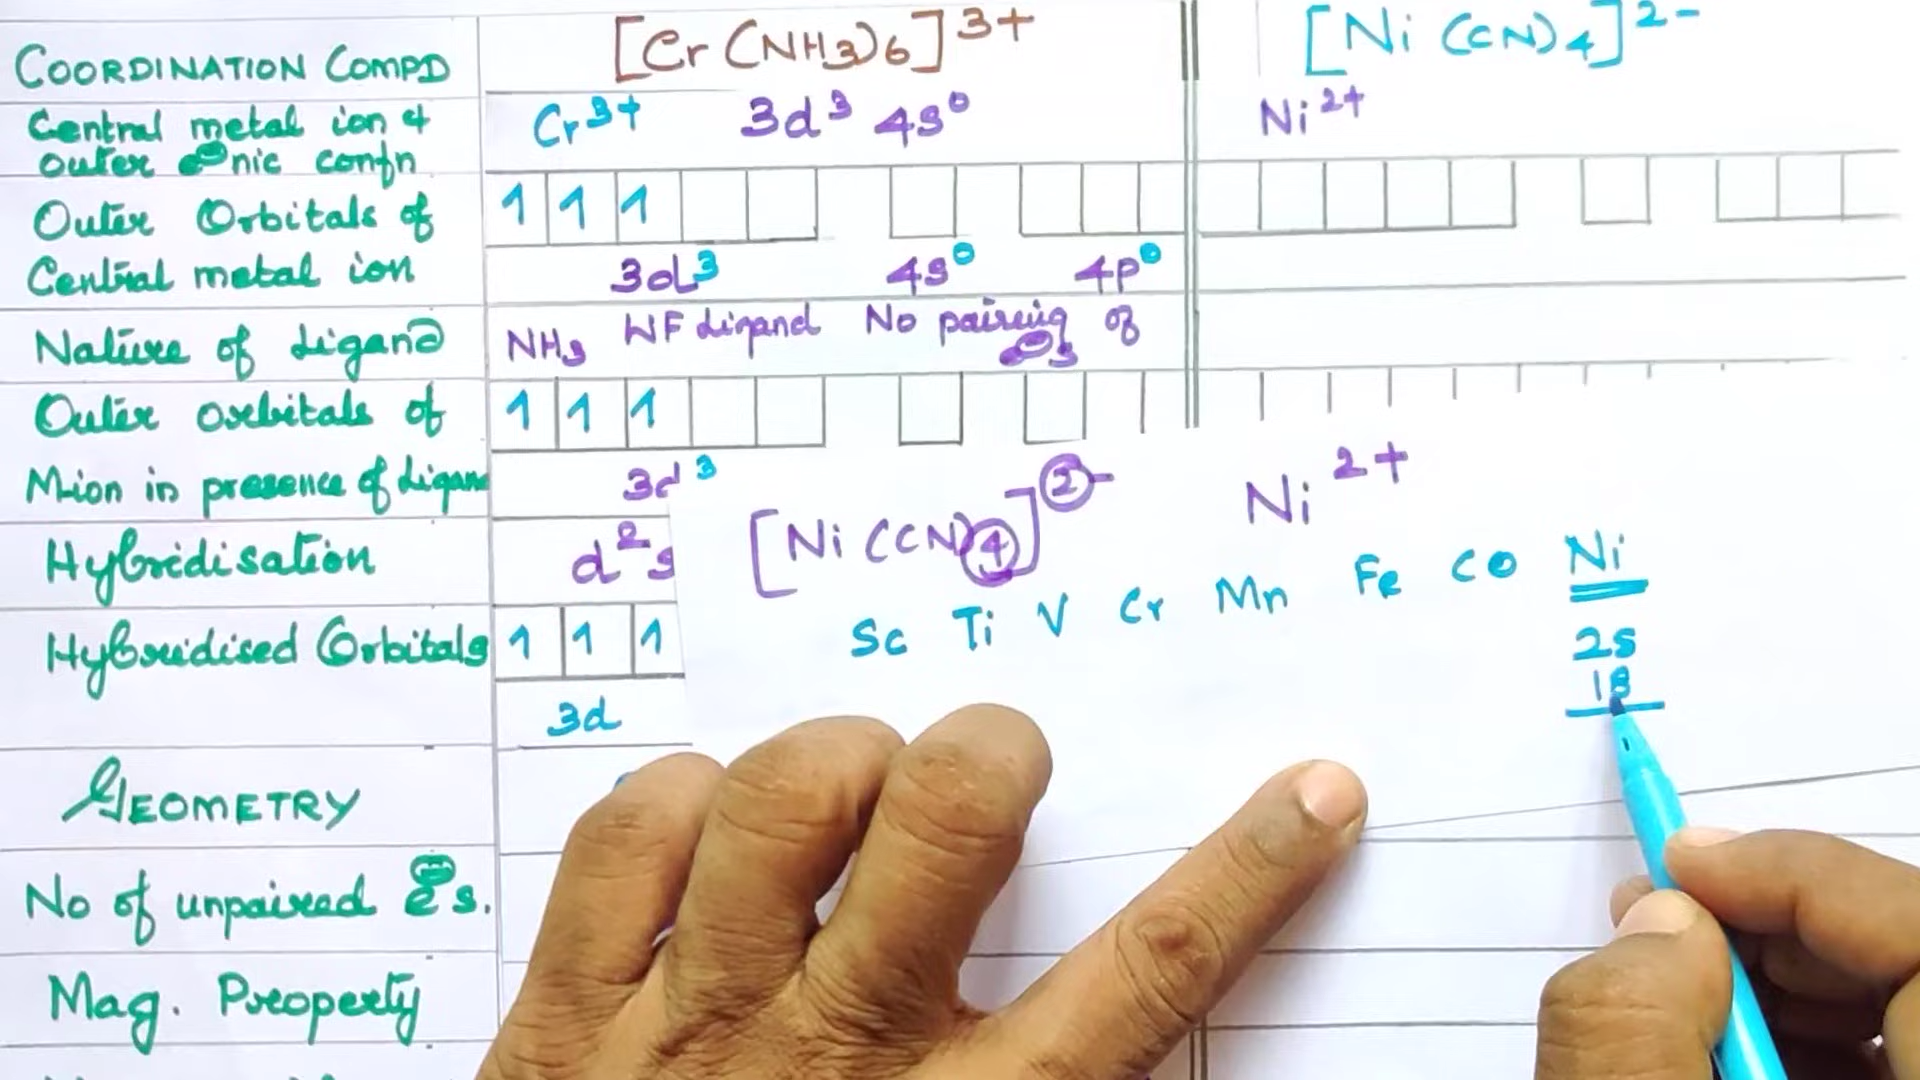 COORDINATION COMPD
[Cr (NH3)6]3+
[Ni (CN)4]2-
Central metal ion &
outer nic confn
Cr3+ 3d3 4s0
Ni2+
Outer Orbitals of
Central metal ion
1 1 1
3d3 4s0 4p0
Nature of Ligand
NH3 WF Ligand No pairing of
Outer orbitals of
M-ion in presence of Ligand
1 1 1
3d 3
[Ni (CN)4]2-
Ni2+
Hybridisation
d2s
Sc Ti V Cr Mn Fe CO Ni
28
18
Hybridised Orbitals
1 1 1
3d
GEOMETRY
No of unpaired e s.
Mag. Property